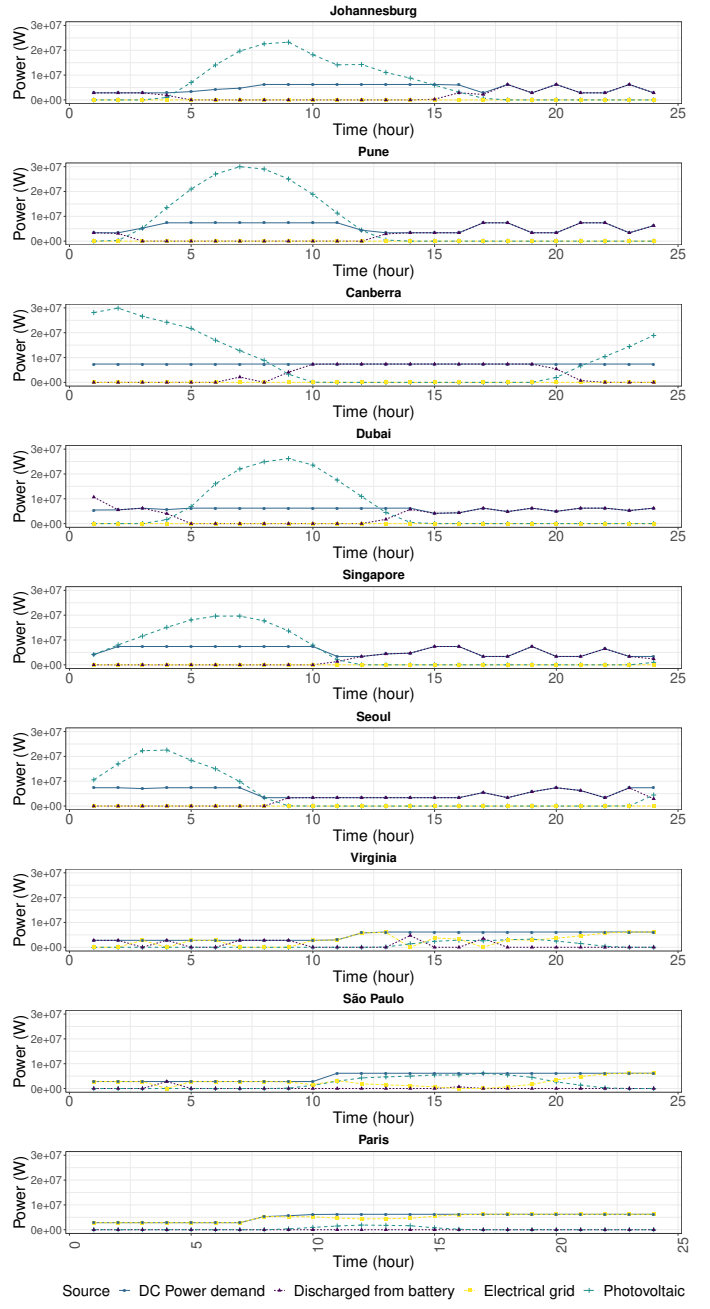 Johannesburg
Power (W)
3e+07
2e+07
1e+07
0e+00
0 5 10 15 20 25
Time (hour)
Pune
Power (W)
3e+07
2e+07
1e+07
0e+00
0 5 10 15 20 25
Time (hour)
Canberra
Power (W)
3e+07
2e+07
1e+07
0e+00
0 5 10 15 20 25
Time (hour)
Dubai
Power (W)
3e+07
2e+07
1e+07
0e+00
0 5 10 15 20 25
Time (hour)
Singapore
Power (W)
3e+07
2e+07
1e+07
0e+00
0 5 10 15 20 25
Time (hour)
Seoul
Power (W)
3e+07
2e+07
1e+07
0e+00
0 5 10 15 20 25
Time (hour)
Virginia
Power (W)
3e+07
2e+07
1e+07
0e+00
0 5 10 15 20 25
Time (hour)
São Paulo
Power (W)
3e+07
2e+07
1e+07
0e+00
0 5 10 15 20 25
Time (hour)
Paris
Power (W)
3e+07
2e+07
1e+07
0e+00
0 5 10 15 20 25
Time (hour)
Source DC Power demand Discharged from battery Electrical grid Photovoltaic